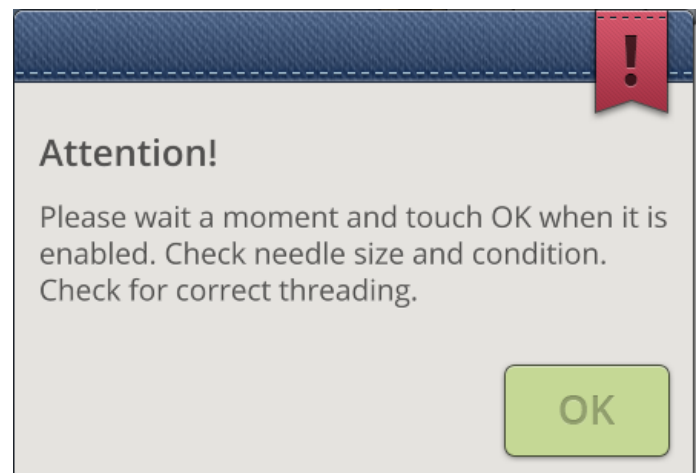 Attention!
Please wait a moment and touch OK when it is
enabled. Check needle size and condition.
Check for correct threading.
OK